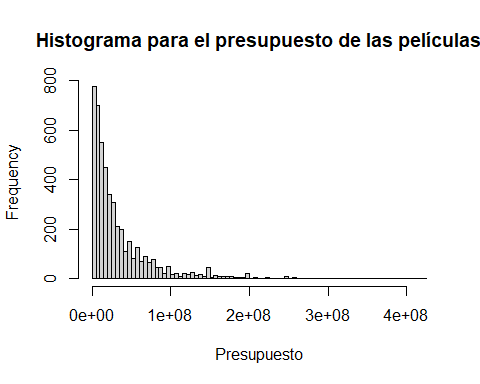 Histograma para el presupuesto de las películas
Frequency
800
600
400
200
0
0e+00 1e+08 2e+08 3e+08 4e+08
Presupuesto